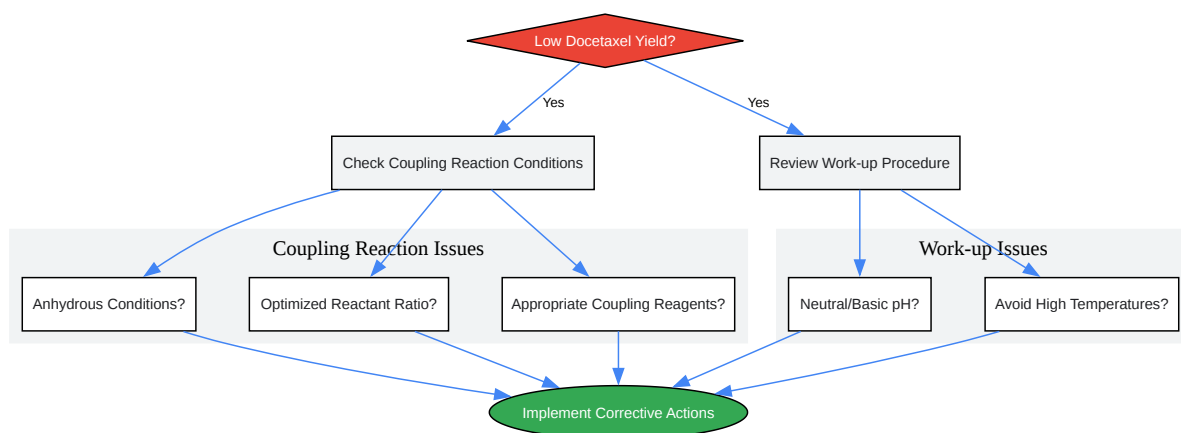 Low Docetaxel Yield?
Yes
Yes
Check Coupling Reaction Conditions
Review Work-up Procedure
Coupling Reaction Issues
Work-up Issues
Anhydrous Conditions?
Optimized Reactant Ratio?
Appropriate Coupling Reagents?
Neutral/Basic pH?
Avoid High Temperatures?
Implement Corrective Actions